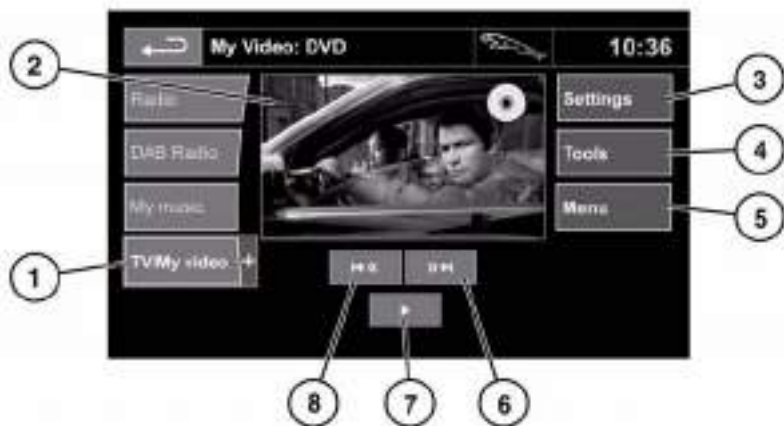 My Video: DVD
10:36
2
Radio
Settings
3
DAB Radio
Tools
4
My music
Menu
5
1
TV/My video +
8
7
6